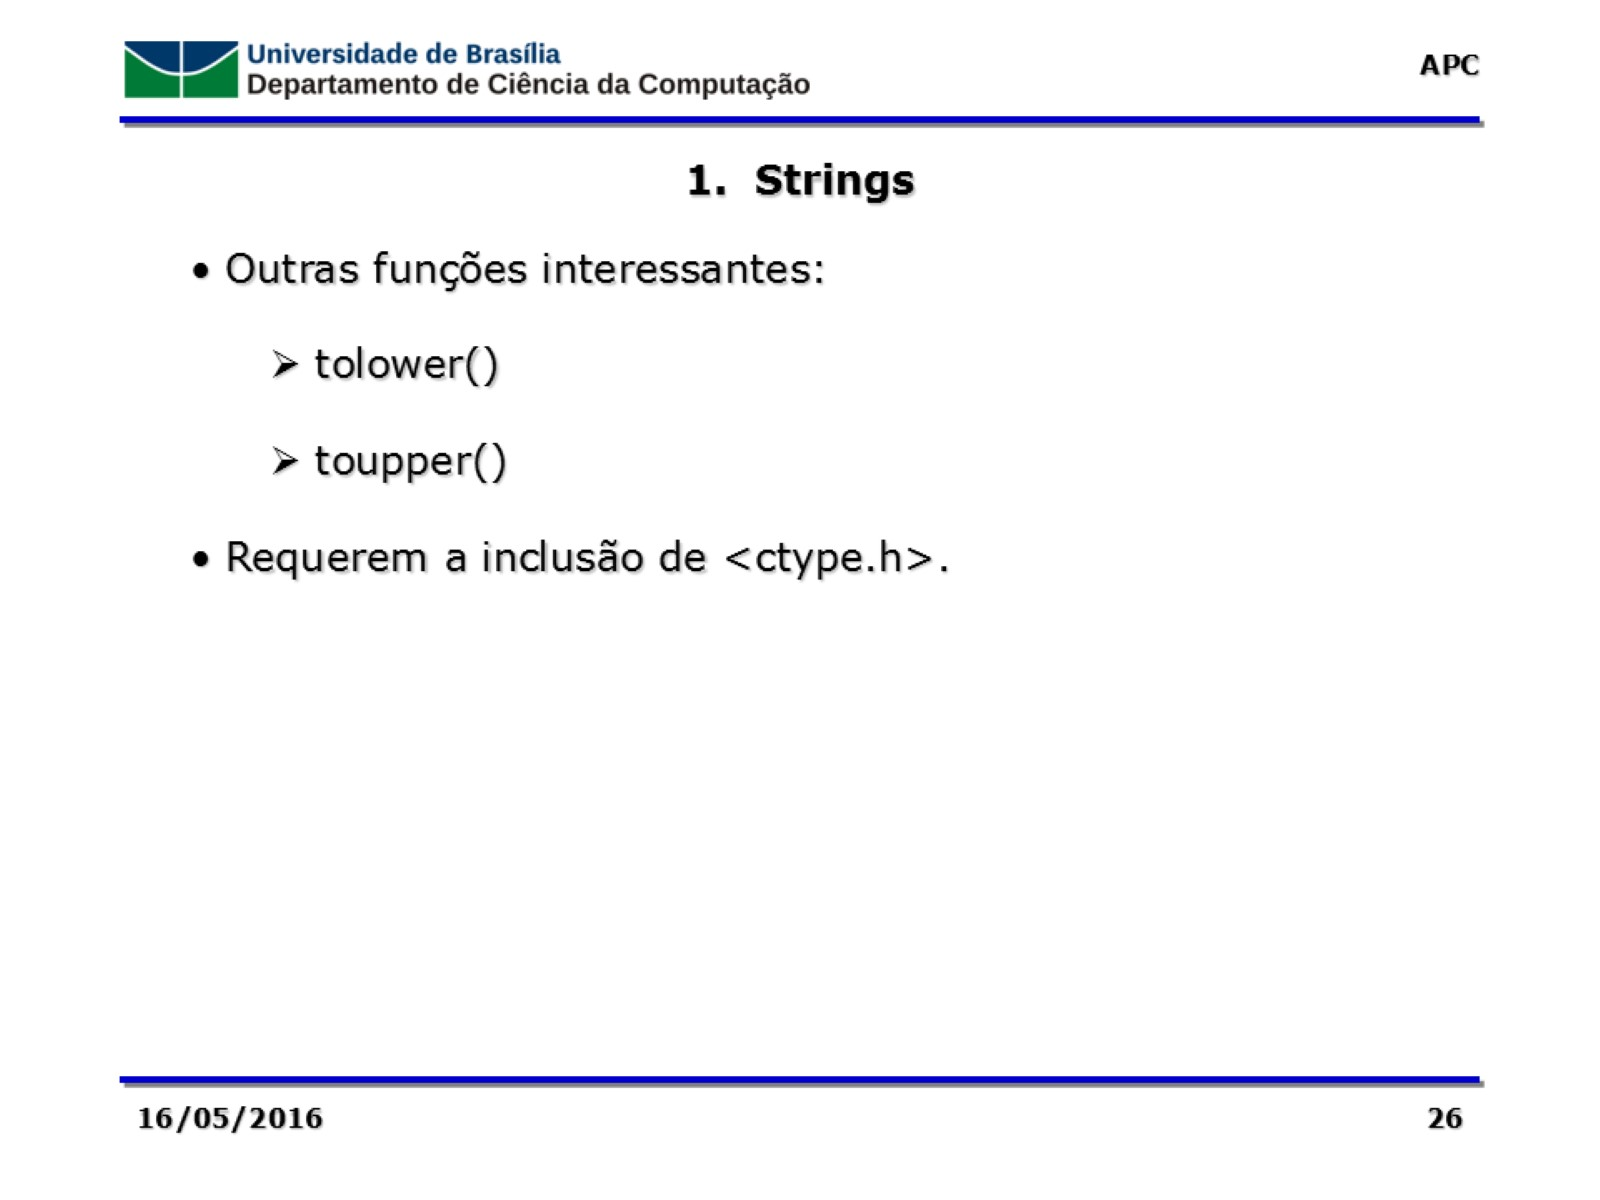 Universidade de Brasília
Departamento de Ciência da Computação
APC
1. Strings
• Outras funções interessantes:
➢ tolower()
➢ toupper()
• Requerem a inclusão de <ctype.h>.
16/05/2016
26